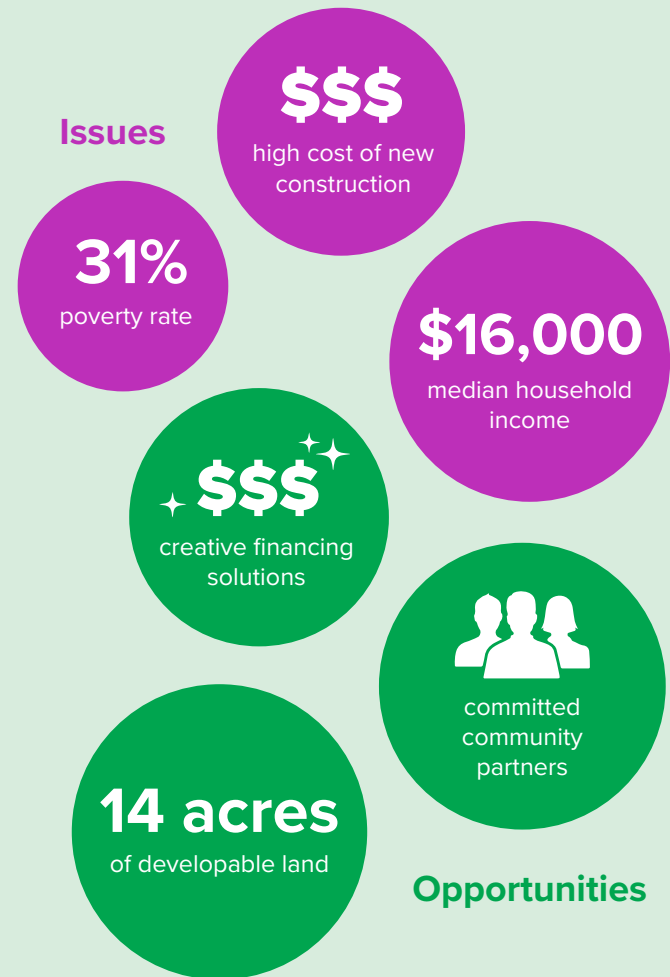 Issues
$$$
high cost of new
construction
31%
poverty rate
$16,000
median household
income
$$$
creative financing
solutions
committed
community
partners
14 acres
of developable land
Opportunities